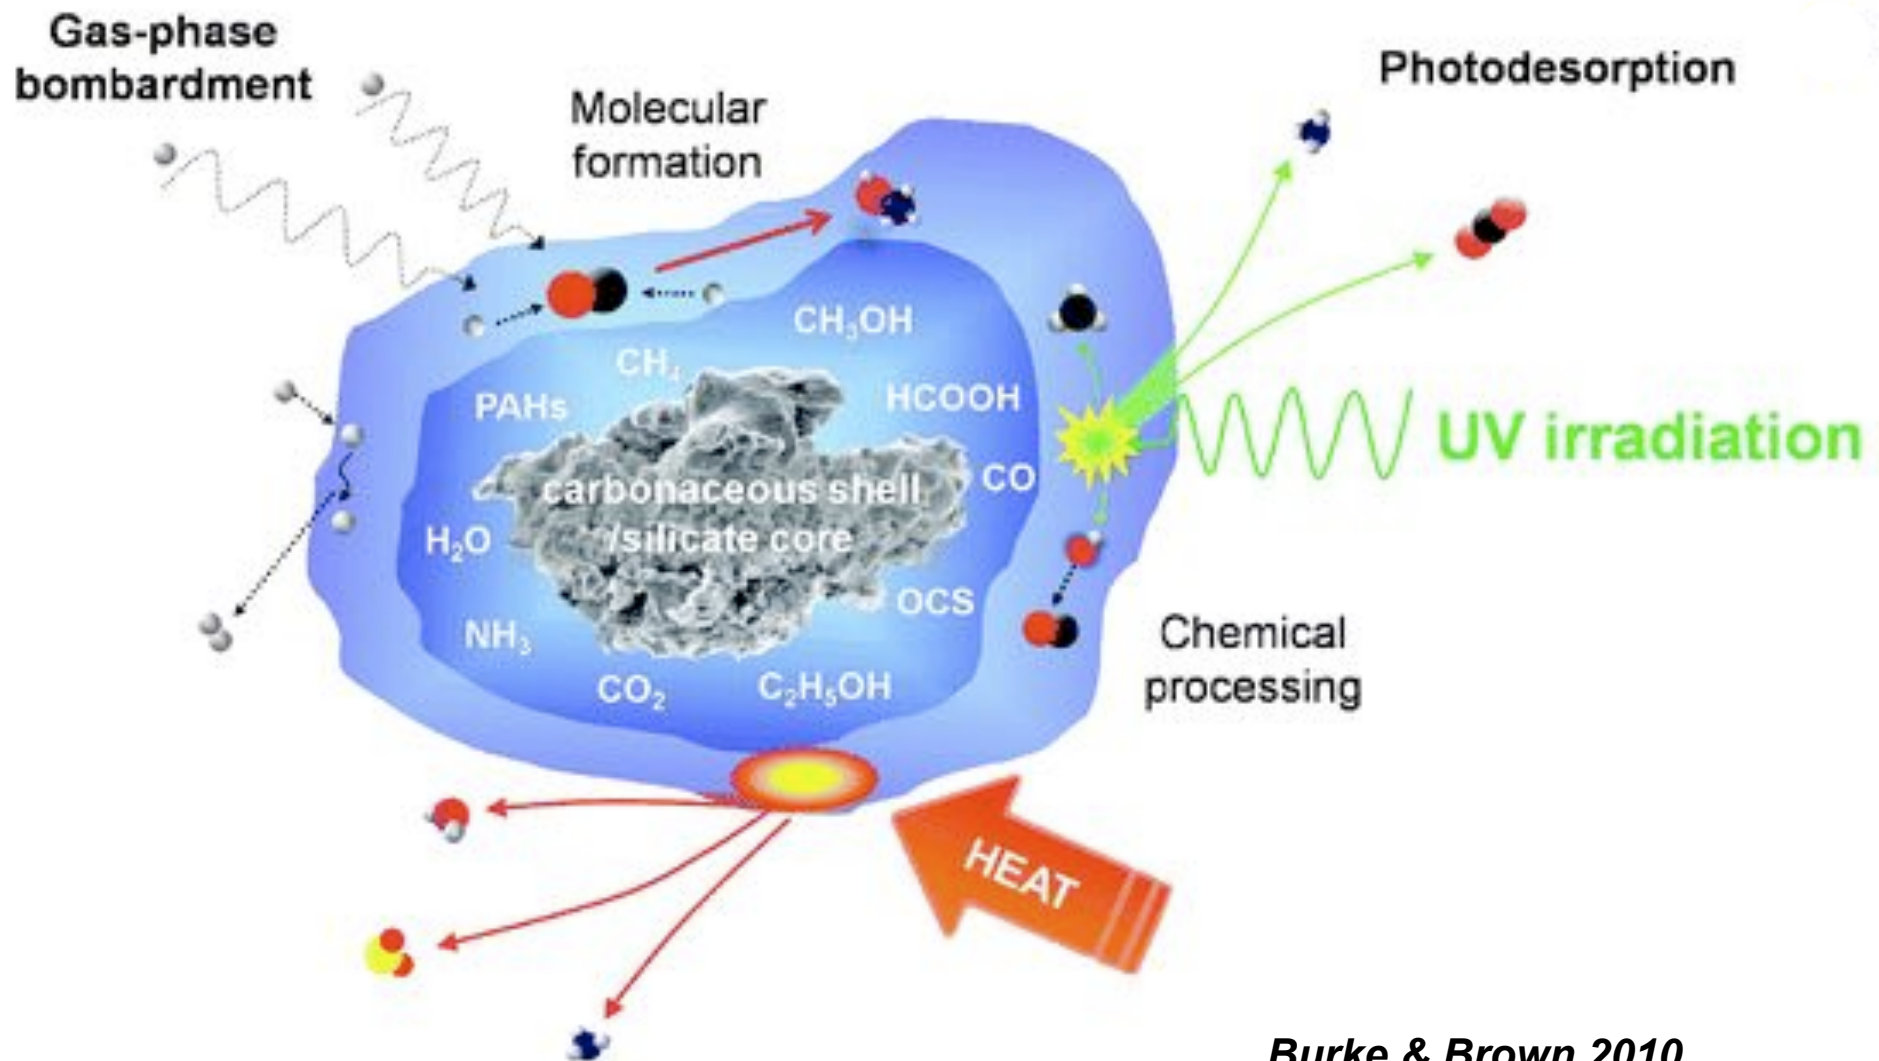 Gas-phase
bombardment
Molecular
formation
Photodesorption
CH₃OH
CH₄
PAHs
HCOOH
UV irradiation
carbonaceous shell
/silicate core
CO
H₂O
OCS
NH₃
CO₂
C₂H₅OH
Chemical
processing
HEAT
Burke & Brown 2010